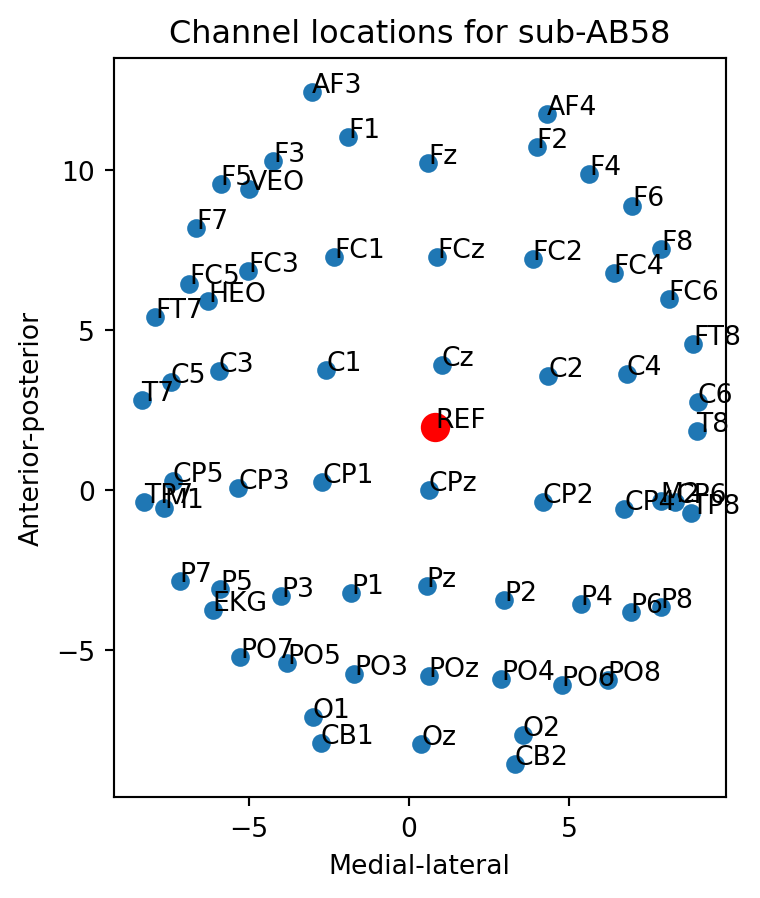 Channel locations for sub-AB58
AF3
AF4
F1
F2
Fz
F3
F4
F5
VEO
F6
F7
F8
FC1
FCz
FC2
FC3
FC4
FC5
HEO
FC6
FT7
FT8
C1
Cz
C2
C3
C4
C5
T7
C6
T8
REF
CP5
CP3
CP1
CPz
CP2
CP4
M2
CP6
TP8
TP7
M1
P7
P5
P3
P1
Pz
P2
P4
P6
P8
EKG
PO7
PO5
PO3
POz
PO4
PO6
PO8
O1
O2
CB1
Oz
CB2
10
5
0
−5
−5
0
5
Anterior-posterior
Medial-lateral